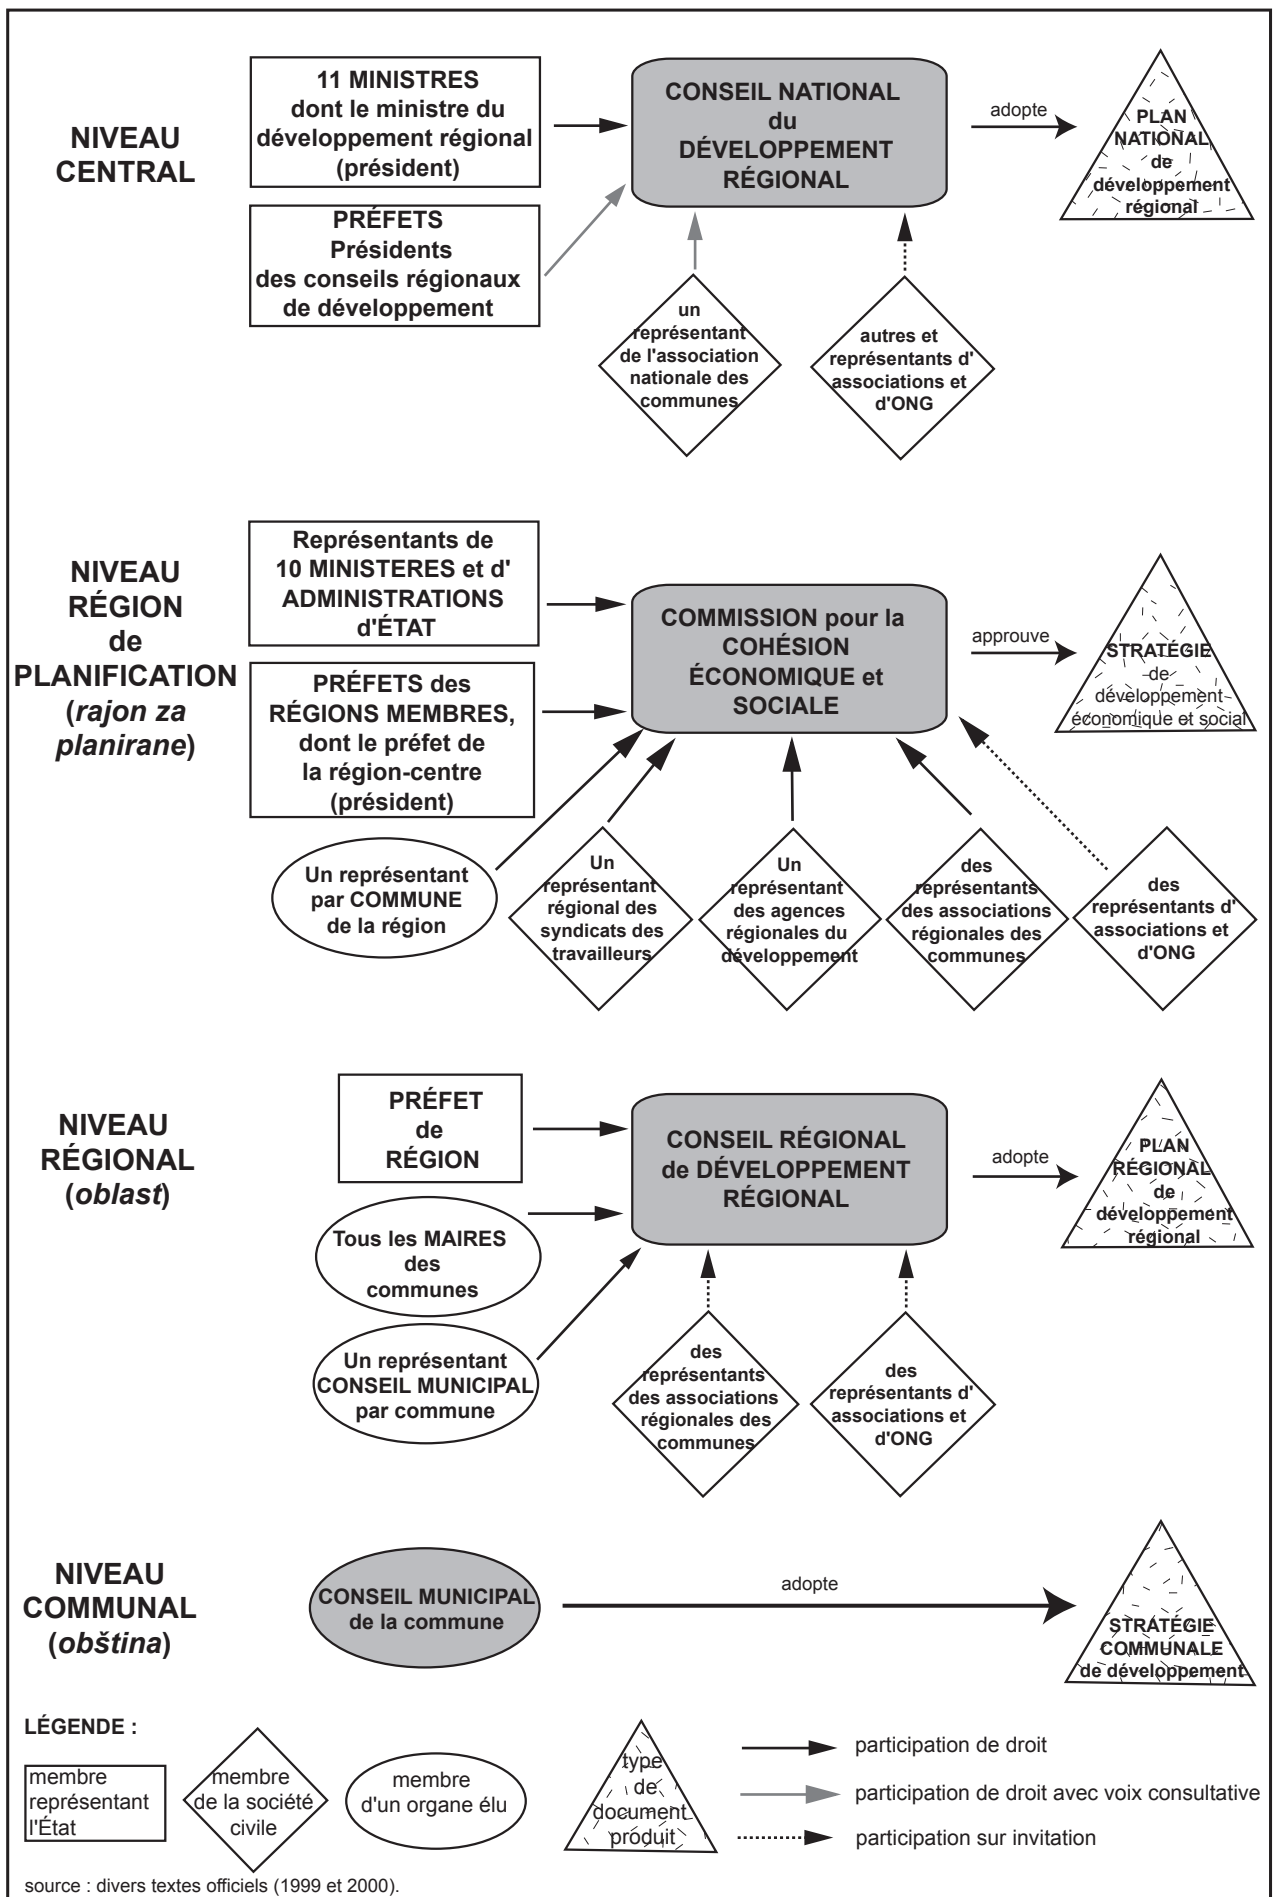 NIVEAU
CENTRAL
11 MINISTRES
dont le ministre du
développement régional
(président)
PRÉFETS
Présidents
des conseils régionaux
de développement
CONSEIL NATIONAL
du
DÉVELOPPEMENT
RÉGIONAL
adopte
PLAN
NATIONAL
de
développement
régional
un
représentant
de l'association
nationale des
communes
autres et
représentants d'
associations et
d'ONG
NIVEAU
RÉGION
de
PLANIFICATION
(rajon za
planirane)
Représentants de
10 MINISTERES et d'
ADMINISTRATIONS
d'ÉTAT
PRÉFETS des
RÉGIONS MEMBRES,
dont le préfet de
la région-centre
(président)
Un représentant
par COMMUNE
de la région
COMMISSION pour la
COHÉSION
ÉCONOMIQUE et
SOCIALE
approuve
STRATÉGIE
de
développement
économique et social
Un
représentant
régional des
syndicats des
travailleurs
Un
représentant
des agences
régionales du
développement
des
représentants
des associations
régionales des
communes
des
représentants d'
associations et
d'ONG
NIVEAU
RÉGIONAL
(oblast)
PRÉFET
de
RÉGION
Tous les MAIRES
des
communes
Un représentant
CONSEIL MUNICIPAL
par commune
CONSEIL RÉGIONAL
de DÉVELOPPEMENT
RÉGIONAL
adopte
PLAN
RÉGIONAL
de
développement
régional
des
représentants
des associations
régionales des
communes
des
représentants d'
associations et
d'ONG
NIVEAU
COMMUNAL
(obština)
CONSEIL MUNICIPAL
de la commune
adopte
STRATÉGIE
COMMUNALE
de développement
LÉGENDE :
membre
représentant
l'État
membre
de la société
civile
membre
d'un organe élu
type
de
document
produit
participation de droit
participation de droit avec voix consultative
participation sur invitation
source : divers textes officiels (1999 et 2000).